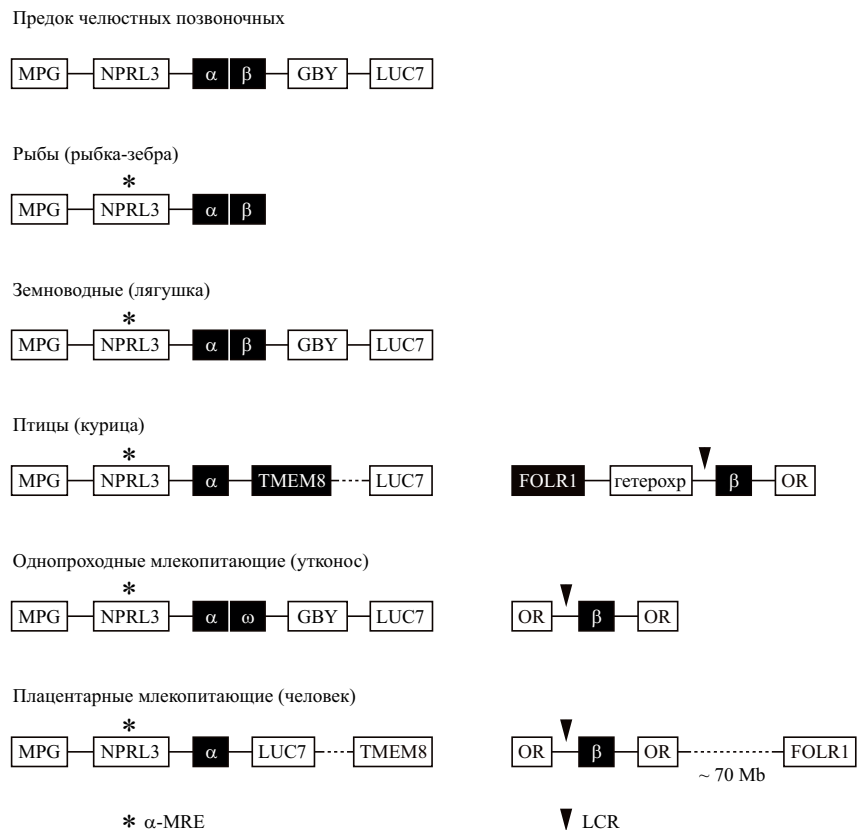 Предок челюстных позвоночных
MPG NPRL3 α β GBY LUC7
Рыбы (рыбка-зебра)
*
MPG NPRL3 α β
Земноводные (лягушка)
*
MPG NPRL3 α β GBY LUC7
Птицы (курица)
*
MPG NPRL3 α TMEM8 LUC7 FOLR1 гетерохр β OR
Однопроходные млекопитающие (утконос)
*
MPG NPRL3 α ω GBY LUC7 OR β OR
Плацентарные млекопитающие (человек)
*
MPG NPRL3 α LUC7 TMEM8 OR β OR FOLR1
~ 70 Mb
* α-MRE LCR